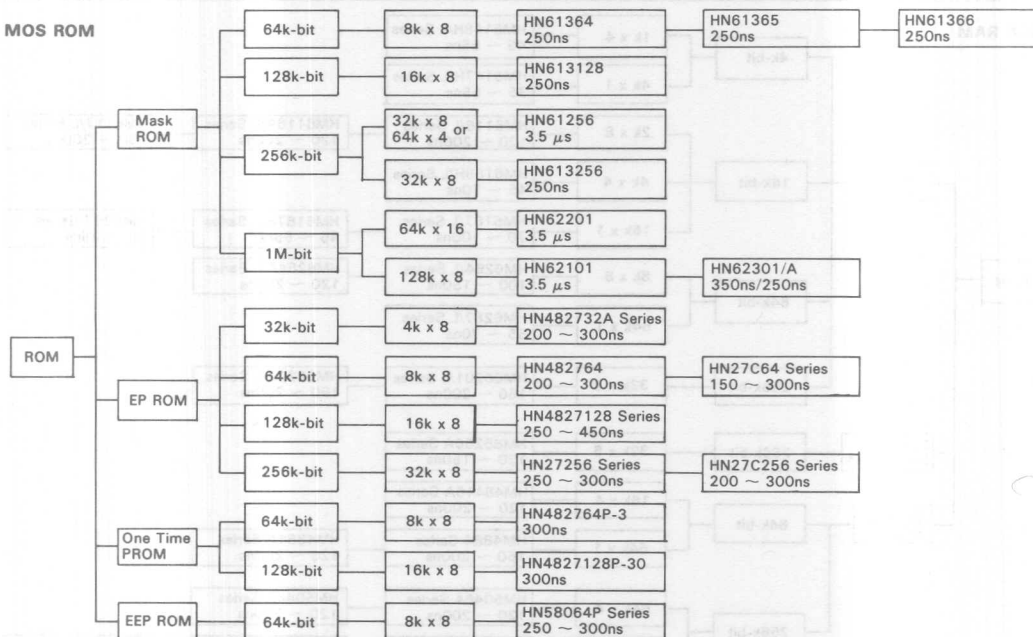 MOS ROM
64k-bit
8k x 8
HN61364
250ns
HN61365
250ns
HN61366
250ns
128k-bit
16k x 8
HN613128
250ns
Mask
ROM
256k-bit
32k x 8
64k x 4 or
HN61256
3.5 μs
32k x 8
HN613256
250ns
1M-bit
64k x 16
HN62201
3.5 μs
128k x 8
HN62101
3.5 μs
HN62301/A
350ns/250ns
ROM
EP ROM
32k-bit
4k x 8
HN482732A Series
200 ~ 300ns
64k-bit
8k x 8
HN482764
200 ~ 300ns
HN27C64 Series
150 ~ 300ns
128k-bit
16k x 8
HN4827128 Series
250 ~ 450ns
256k-bit
32k x 8
HN27256 Series
250 ~ 300ns
HN27C256 Series
200 ~ 300ns
One Time
PROM
64k-bit
8k x 8
HN482764P-3
300ns
128k-bit
16k x 8
HN4827128P-30
300ns
EEP ROM
64k-bit
8k x 8
HN58064P Series
250 ~ 300ns